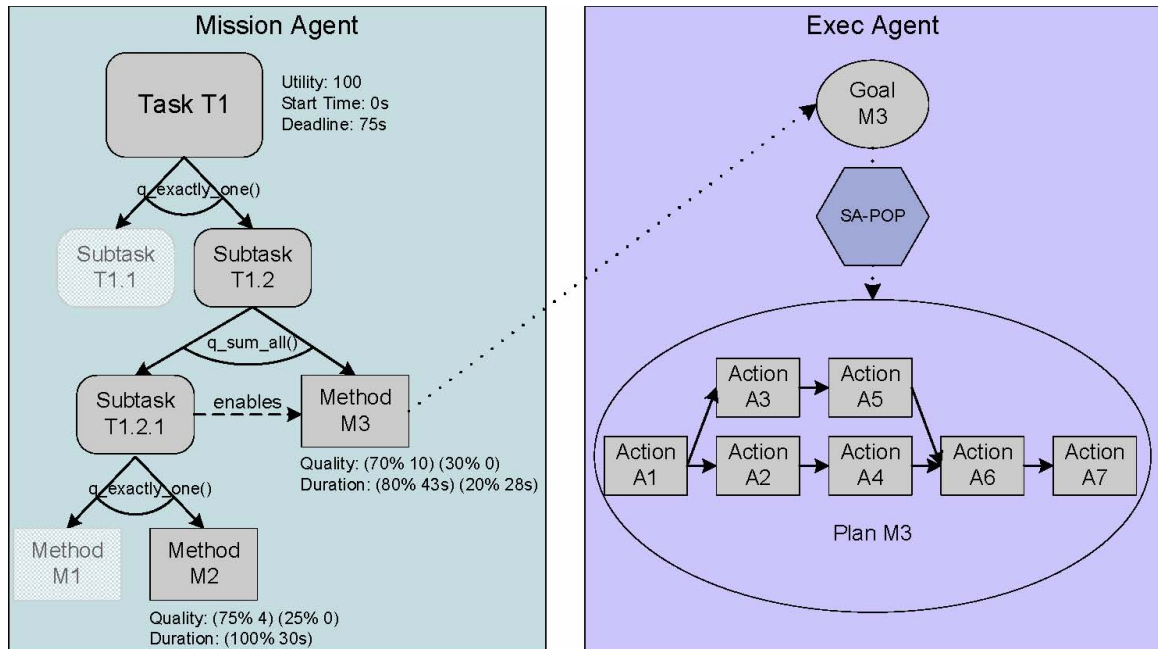 Mission Agent
Task T1
Utility: 100
Start Time: 0s
Deadline: 75s
q_exactly_one()
Subtask
T1.1
Subtask
T1.2
q_sum_all()
Subtask
T1.2.1
enables
Method
M3
Quality: (70% 10) (30% 0)
Duration: (80% 43s) (20% 28s)
q_exactly_one()
Method
M1
Method
M2
Quality: (75% 4) (25% 0)
Duration: (100% 30s)
Exec Agent
Goal
M3
SA-POP
Action
A3
Action
A5
Action
A1
Action
A2
Action
A4
Action
A6
Action
A7
Plan M3